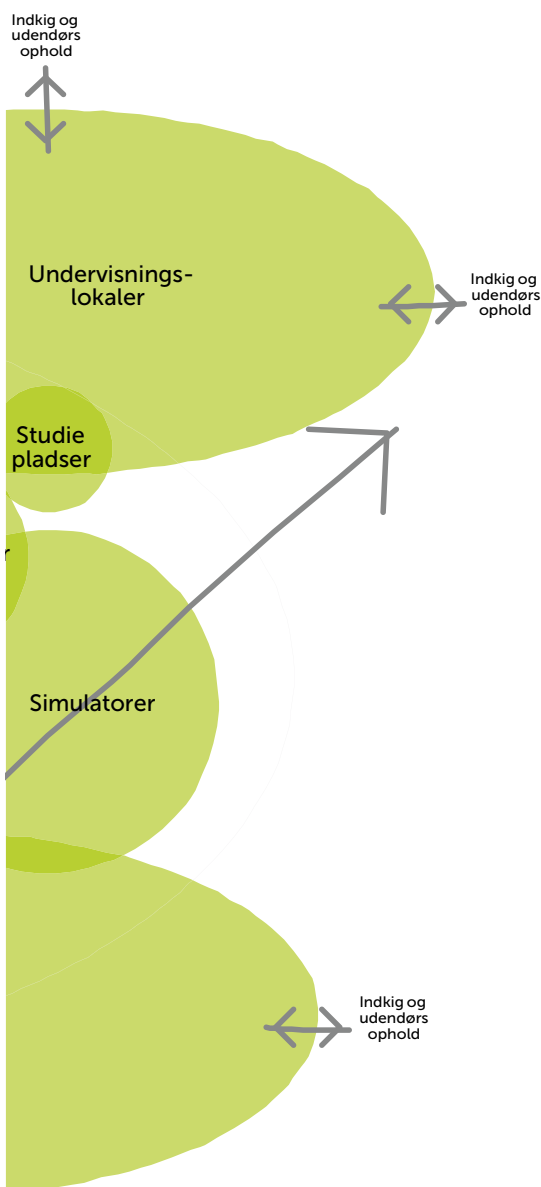 Indkig og
udendørs
ophold
Undervisnings-
lokaler
Indkig og
udendørs
ophold
Studie
pladser
r
Simulatorer
Indkig og
udendørs
ophold